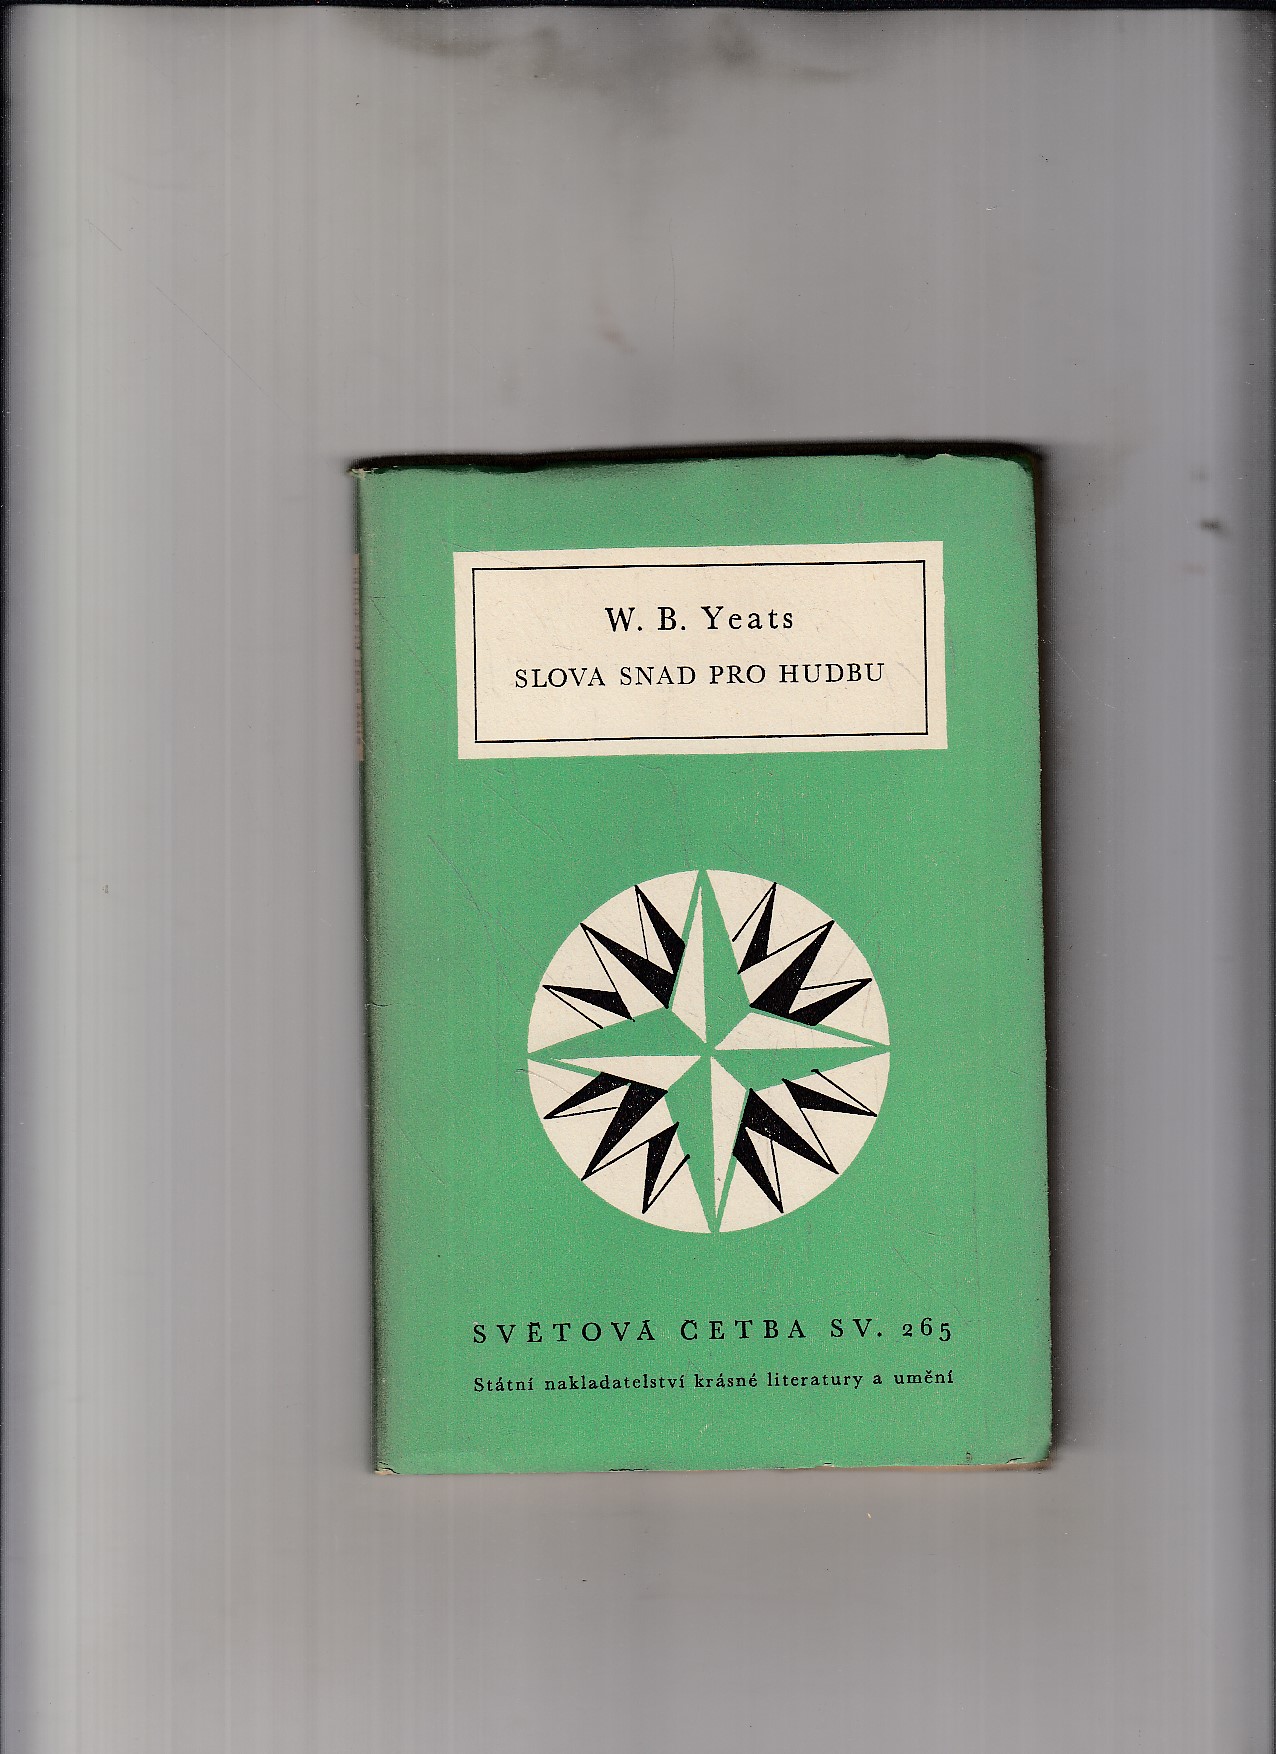 W. B. Yeats
SLOVA SNAD PRO HUDBU
SVĚTOVÁ ČETBA SV. 265
Státní nakladatelství krásné literatury a umění